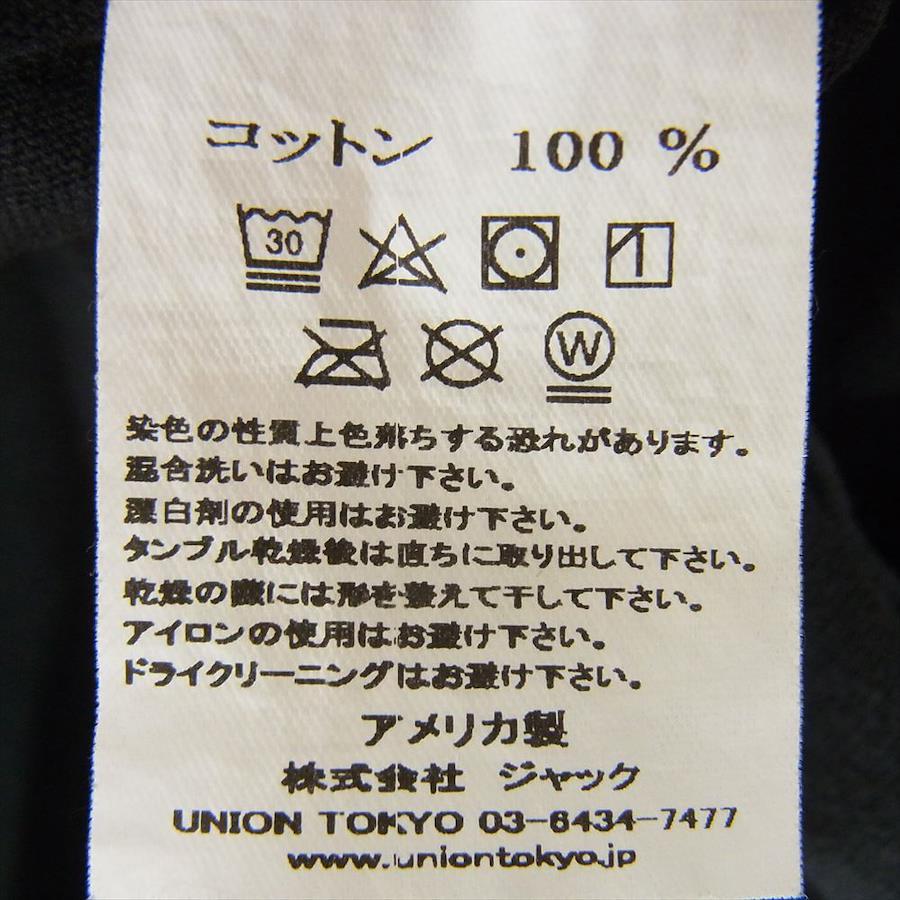 コットン 100 %
30
W
染色の性質上色落ちする恐れがあります。
混合洗いはお避け下さい。
漂白剤の使用はお避け下さい。
タンブル乾燥後は直ちに取り出して下さい。
乾燥の際には形を整えて干して下さい。
アイロンの使用はお避け下さい。
ドライクリーニングはお避け下さい。
アメリカ製
株式会社 ジャック
UNION TOKYO 03-6434-7477
www.uniontokyo.jp